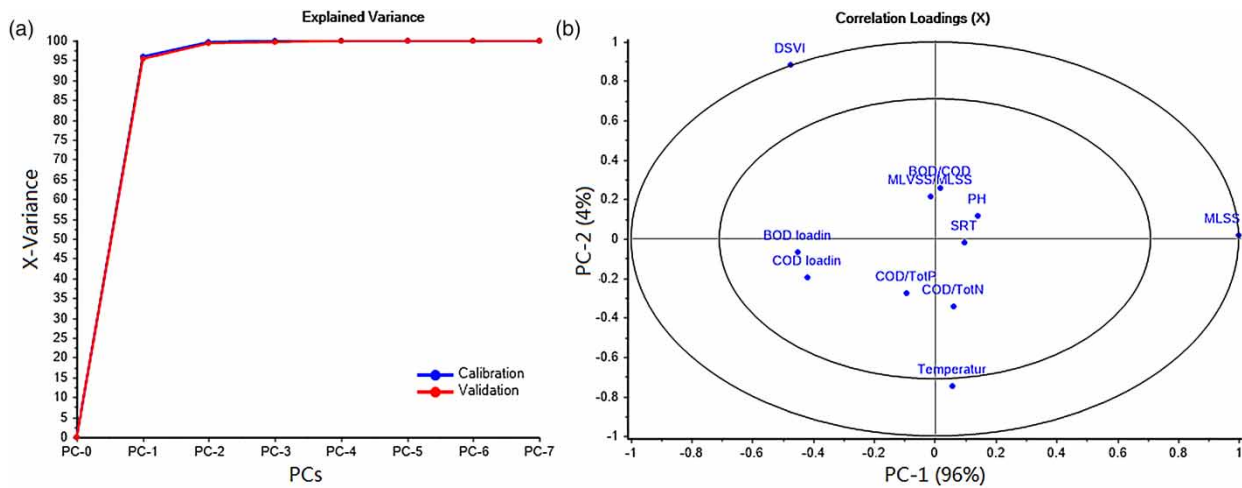 (a)
Explained Variance
100
95
90
85
80
75
70
65
60
55
50
45
40
35
30
25
20
15
10
5
0
X-Variance
Calibration
Validation
PC-0 PC-1 PC-2 PC-3 PC-4 PC-5 PC-6 PC-7
PCs
(b)
Correlation Loadings (X)
1
0.8
0.6
0.4
0.2
0
-0.2
-0.4
-0.6
-0.8
-1
PC-2 (4%)
DSVI
BOD/COD
MLVSS/MLSS
PH
MLSS
SRT
BOD loadin
COD loadin
COD/TotP
COD/TotN
Temperatur
-1 -0.8 -0.6 -0.4 -0.2 0 0.2 0.4 0.6 0.8 1
PC-1 (96%)